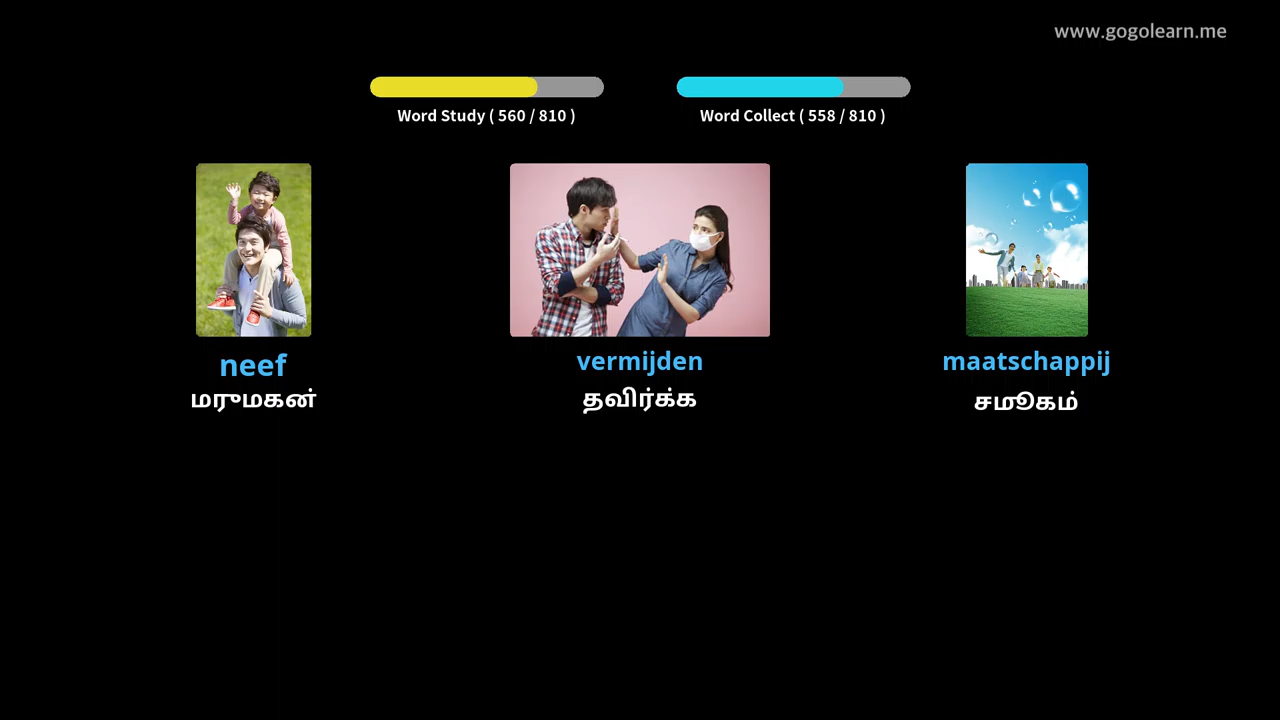 www.gogolearn.me
Word Study ( 560 / 810 )
Word Collect ( 558 / 810 )
neef
மருமகன்
vermijden
தவிர்க்க
maatschappij
சமூகம்